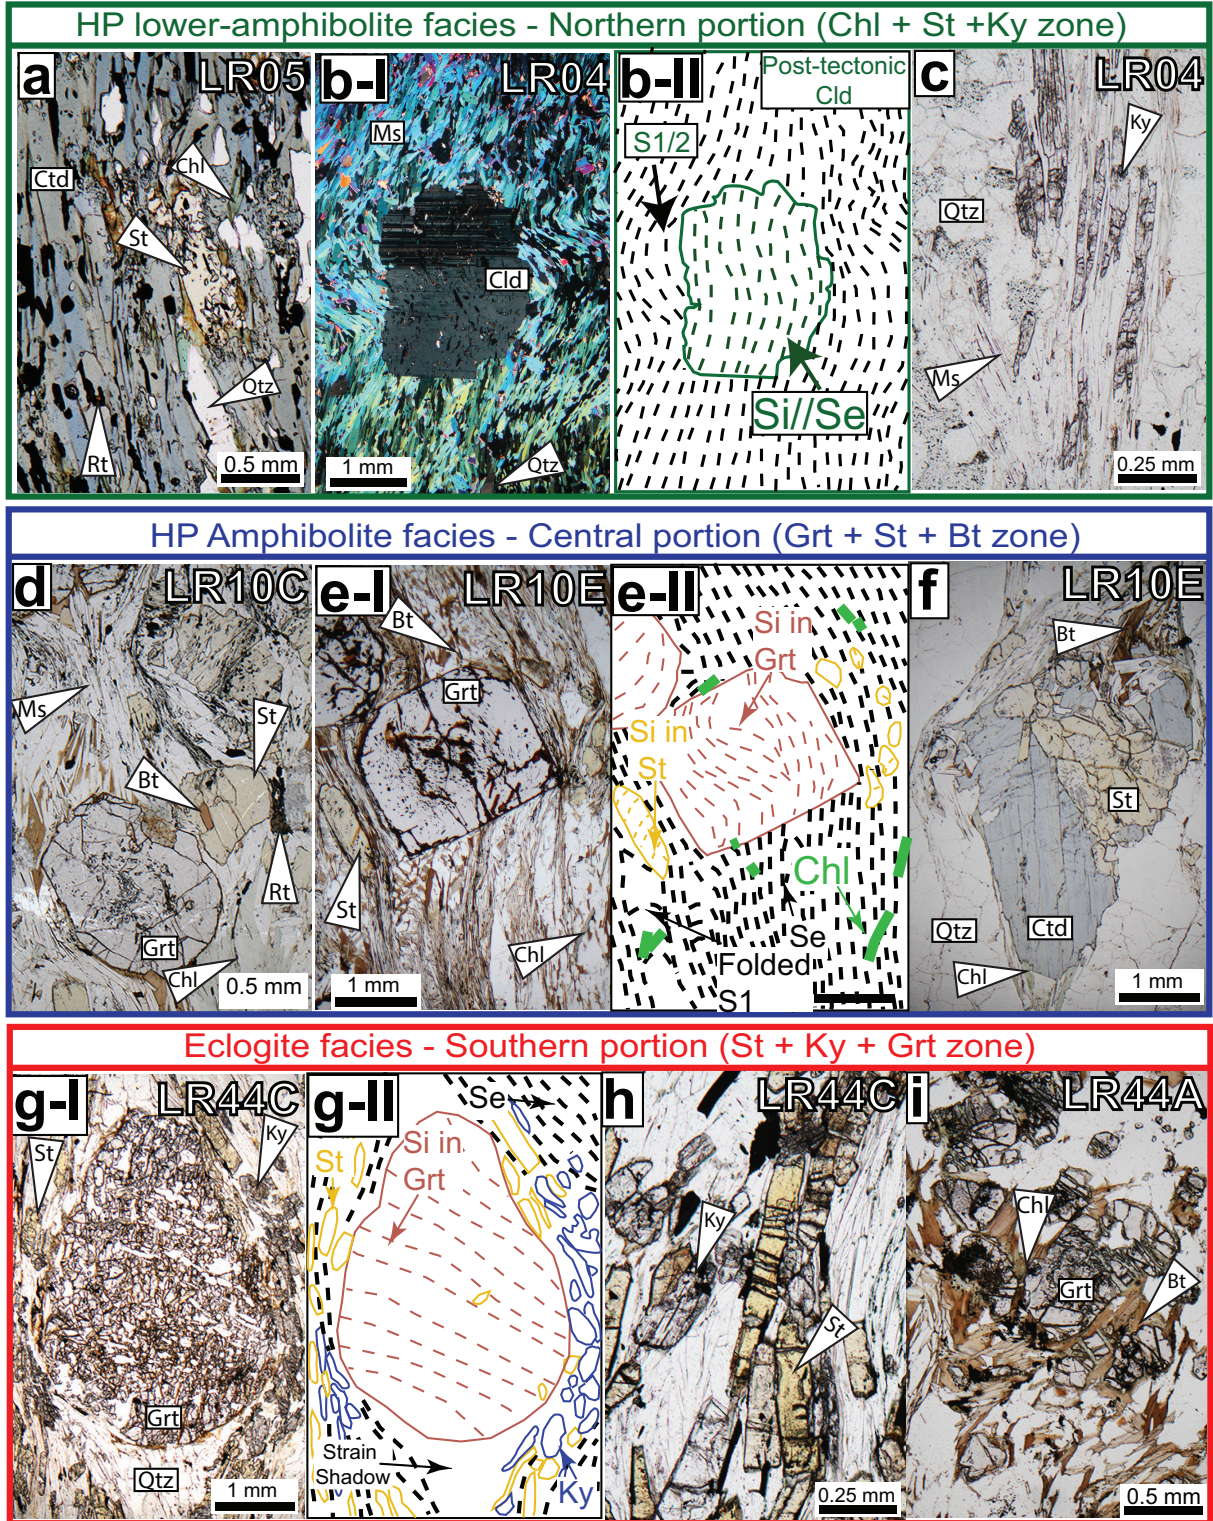 HP lower-amphibolite facies - Northern portion (Chl + St +Ky zone)
a
LR05
Ctd
Chl
St
Qtz
Rt
0.5 mm
b-I
LR04
Ms
Cld
Qtz
1 mm
b-II
Post-tectonic
Cld
S1/2
Si//Se
c
LR04
Ky
Qtz
Ms
0.25 mm
HP Amphibolite facies - Central portion (Grt + St + Bt zone)
d
LR10C
Ms
St
Bt
Rt
Grt
Chl
0.5 mm
e-I
LR10E
Bt
Grt
St
Chl
1 mm
e-II
Si in
Grt
Si in
St
Chl
Se
Folded
S1
f
LR10E
Bt
St
Qtz
Ctd
Chl
1 mm
Eclogite facies - Southern portion (St + Ky + Grt zone)
g-I
LR44C
St
Ky
Grt
Qtz
1 mm
g-II
Se
St
Si in
Grt
Strain
Shadow
Ky
h
LR44C
Ky
St
0.25 mm
i
LR44A
Chl
Grt
Bt
0.5 mm